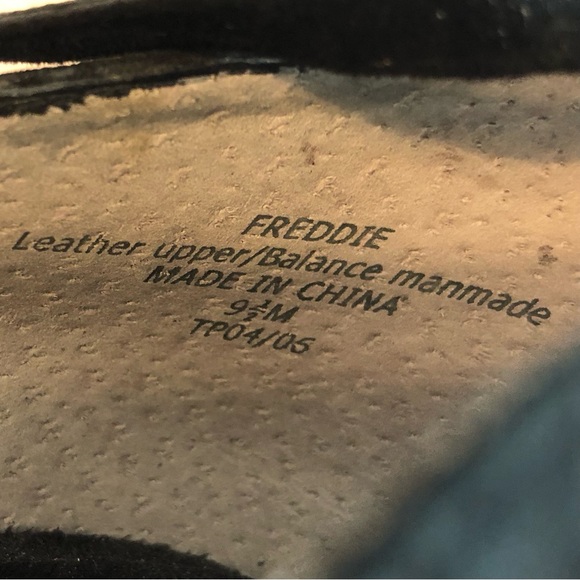 FREDDIE
Leather upper/Balance manmade
MADE IN CHINA
9½M
TP04/05